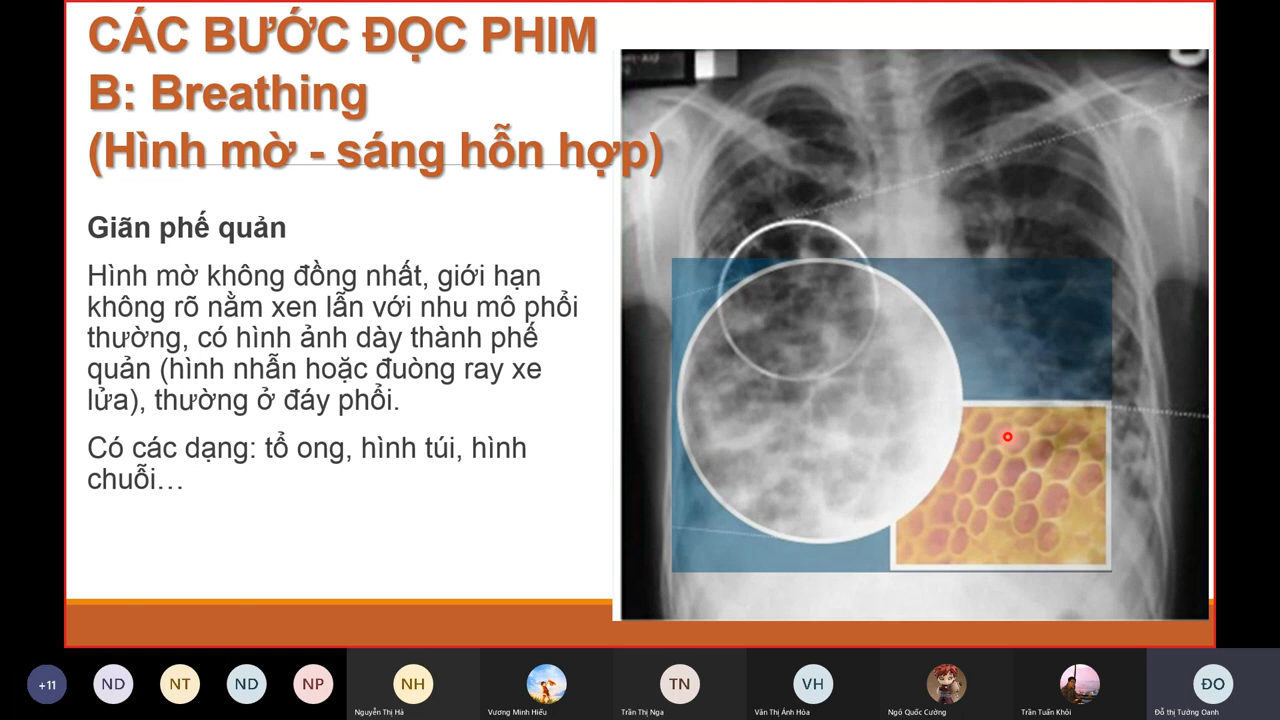 CÁC BƯỚC ĐỌC PHIM
B: Breathing
(Hình mờ - sáng hỗn hợp)
Giãn phế quản
Hình mờ không đồng nhất, giới hạn
không rõ nằm xen lẫn với nhu mô phổi
thường, có hình ảnh dày thành phế
quản (hình nhẫn hoặc đuòng ray xe
lửa), thường ở đáy phổi.
Có các dạng: tổ ong, hình túi, hình
chuỗi…
+11
ND
NT
ND
NP
NH
TN
VH
ĐO
Nguyễn Thị Hà
Vương Minh Hiếu
Trần Thị Nga
Văn Thị Ánh Hòa
Ngô Quốc Cường
Trần Tuấn Khôi
Đỗ thị Tường Oanh